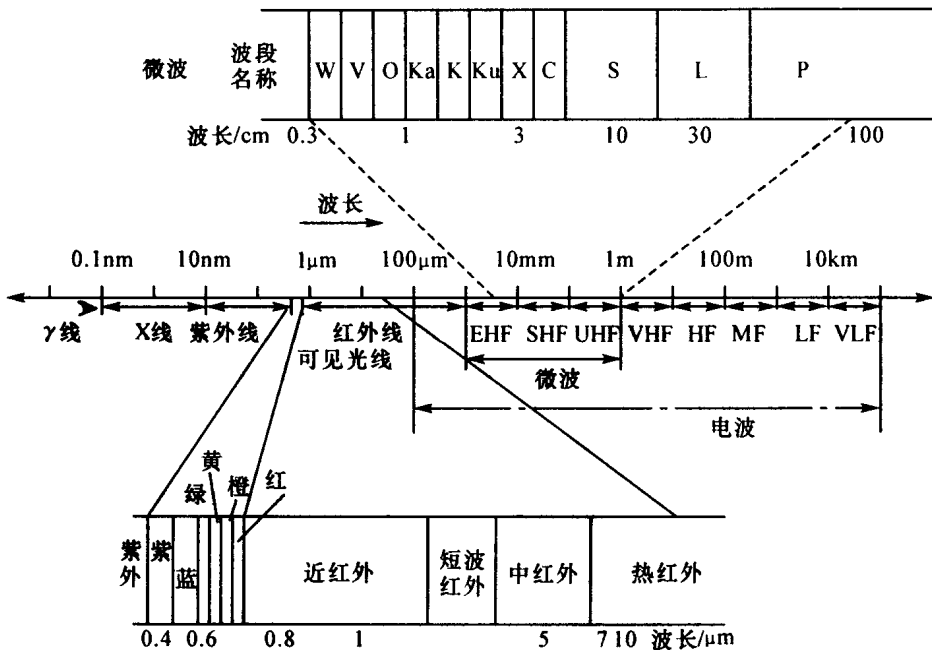 微波
波段
名称
W V O Ka K Ku X C S L P
波长/cm 0.3 1 3 10 30 100
波长
0.1nm 10nm 1μm 100μm 10mm 1m 100m 10km
γ线 X线 紫外线 红外线 EHF SHF UHF VHF HF MF LF VLF
可见光线
微波
电波
黄
绿 橙 红
紫外 紫 蓝 近红外 短波红外 中红外 热红外
0.4 0.6 0.8 1 5 7 10 波长/μm